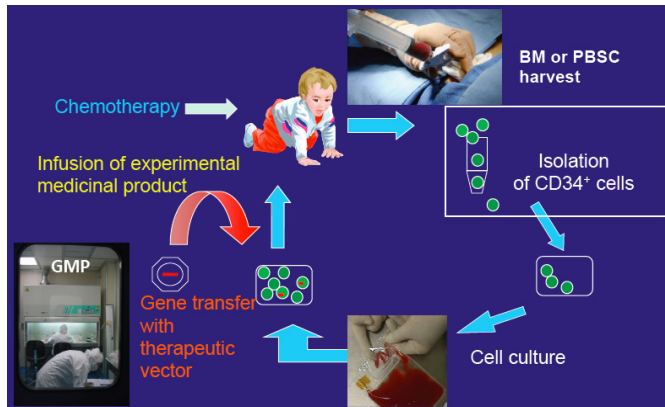 BM or PBSC
harvest
Chemotherapy
Isolation
of CD34⁺ cells
Infusion of experimental
medicinal product
GMP
Gene transfer
with
therapeutic
vector
Cell culture